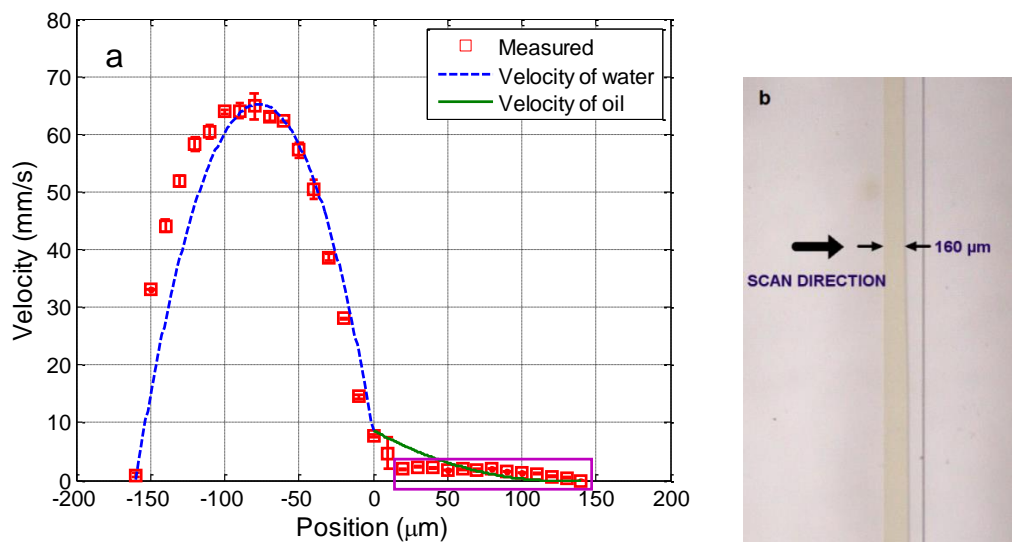 a
Measured
Velocity of water
Velocity of oil
80
70
60
50
40
30
20
10
0
-200 -150 -100 -50 0 50 100 150 200
Velocity (mm/s)
Position (μm)
b
160 μm
SCAN DIRECTION